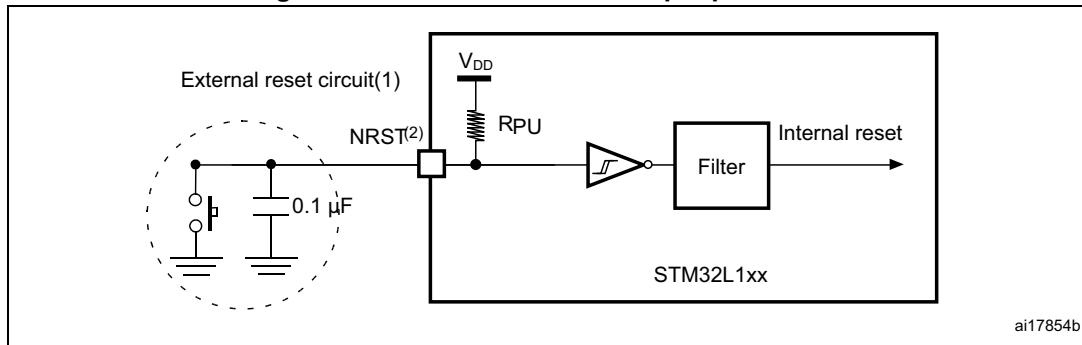 V_DD
External reset circuit(1)
NRST(2)
RPU
Internal reset
Filter
0.1 µF
STM32L1xx
ai17854b